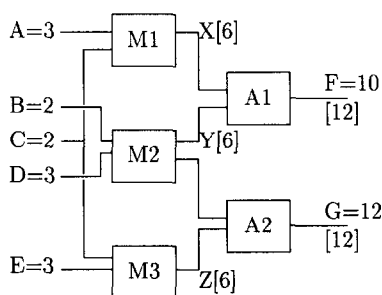 A=3
M1
X[6]
F=10
A1
[12]
B=2
C=2
M2
Y[6]
D=3
G=12
A2
[12]
E=3
M3
Z[6]